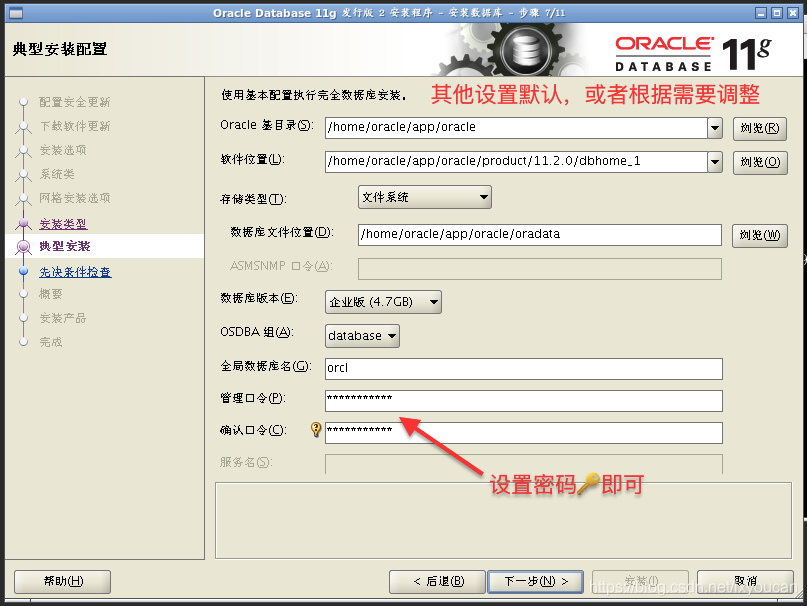 Oracle Database 11g 发行版 2 安装程序 - 安装数据库 - 步骤 7/11
典型安装配置
ORACLE
DATABASE 11g
配置安全更新
下载软件更新
安装选项
系统类
网格安装选项
安装类型
典型安装
先决条件检查
概要
安装产品
完成
使用基本配置执行完全数据库安装。
其他设置默认，或者根据需要调整
Oracle 基目录(S): /home/oracle/app/oracle 浏览(R)
软件位置(L): /home/oracle/app/oracle/product/11.2.0/dbhome_1 浏览(O)
存储类型(T): 文件系统
数据库文件位置(D): /home/oracle/app/oracle/oradata 浏览(W)
ASMSNMP 口令(A):
数据库版本(E): 企业版 (4.7GB)
OSDBA 组(A): database
全局数据库名(G): orcl
管理口令(P): ***********
确认口令(C): ***********
服务名(S):
设置密码🔑即可
帮助(H) < 后退(B) 下一步(N) > 安装(I) 取消